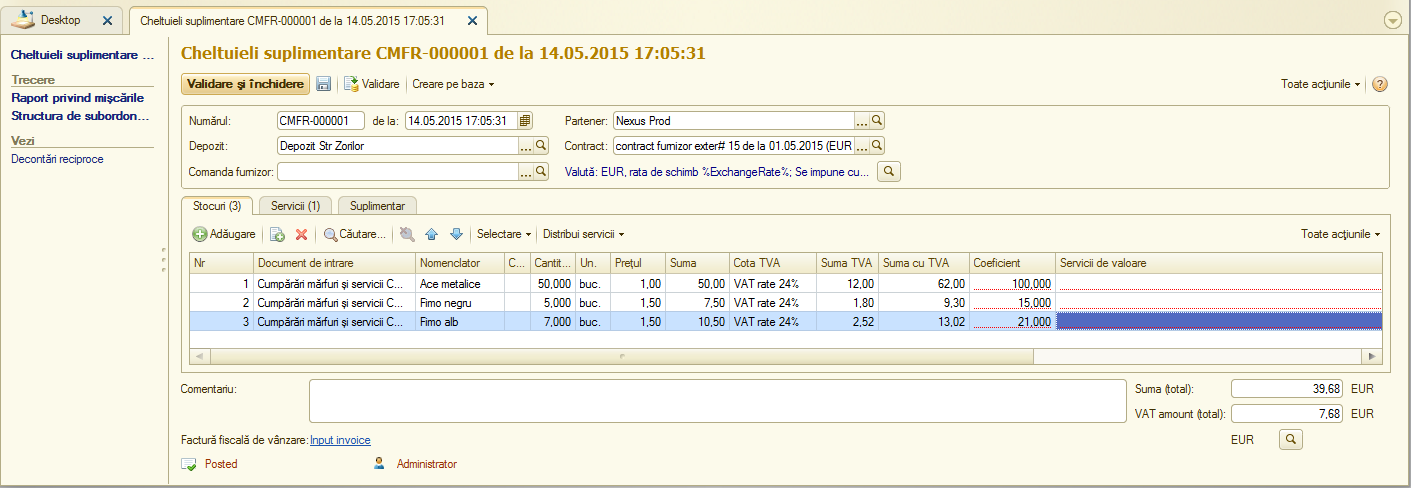 Desktop
Cheltuieli suplimentare CMFR-000001 de la 14.05.2015 17:05:31
Cheltuieli suplimentare ...
Trecere
Raport privind mișcările
Structura de subordon...
Vezi
Decontări reciproce
Cheltuieli suplimentare CMFR-000001 de la 14.05.2015 17:05:31
Validare și închidere Validare Creare pe baza Toate acțiunile
Numărul: CMFR-000001 de la: 14.05.2015 17:05:31 Partener: Nexus Prod ...
Depozit: Depozit Str Zorilor ... Contract: contract furnizor exter# 15 de la 01.05.2015 (EUR ...
Comanda furnizor: ... Valută: EUR, rata de schimb %ExchangeRate%; Se impune cu...
Stocuri (3) Servicii (1) Suplimentar
Adăugare Căutare... Selectare Distribui servicii Toate acțiunile
Nr Document de intrare Nomenclator C... Cantit... Un. Prețul Suma Cota TVA Suma TVA Suma cu TVA Coeficient Servicii de valoare
1 Cumpărări mărfuri și servicii C... Ace metalice 50,000 buc. 1,00 50,00 VAT rate 24% 12,00 62,00 100,000
2 Cumpărări mărfuri și servicii C... Fimo negru 5,000 buc. 1,50 7,50 VAT rate 24% 1,80 9,30 15,000
3 Cumpărări mărfuri și servicii C... Fimo alb 7,000 buc. 1,50 10,50 VAT rate 24% 2,52 13,02 21,000
Comentariu: Suma (total): 39,68 EUR
VAT amount (total): 7,68 EUR
Factură fiscală de vânzare: Input invoice EUR
Posted Administrator